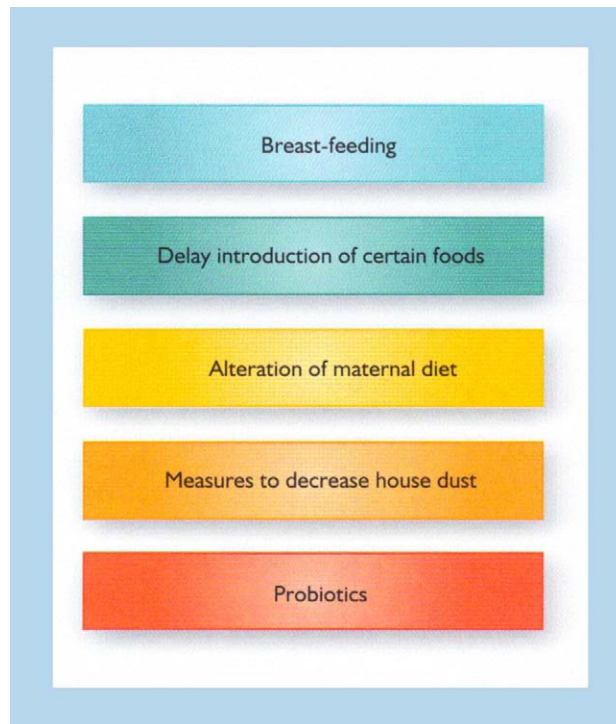 Breast-feeding
Delay introduction of certain foods
Alteration of maternal diet
Measures to decrease house dust
Probiotics